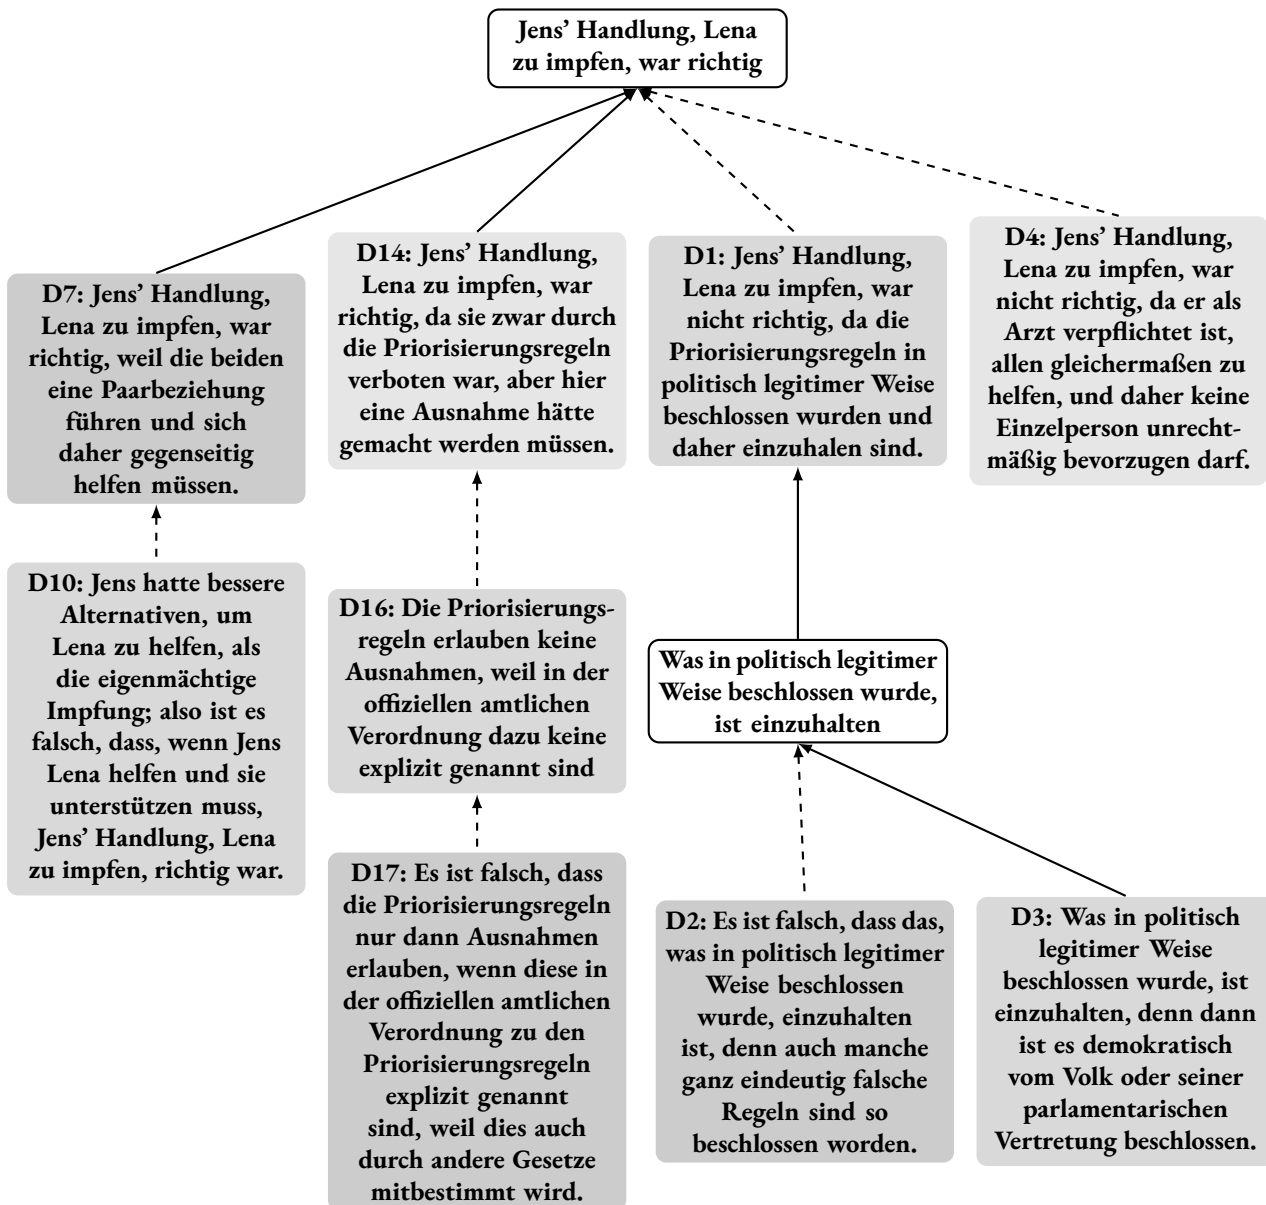 Jens’ Handlung, Lena
zu impfen, war richtig
D7: Jens’ Handlung,
Lena zu impfen, war
richtig, weil die beiden
eine Paarbeziehung
führen und sich
daher gegenseitig
helfen müssen.
D14: Jens’ Handlung,
Lena zu impfen, war
richtig, da sie zwar durch
die Priorisierungsregeln
verboten war, aber hier
eine Ausnahme hätte
gemacht werden müssen.
D1: Jens’ Handlung,
Lena zu impfen, war
nicht richtig, da die
Priorisierungsregeln in
politisch legitimer Weise
beschlossen wurden und
daher einzuhalen sind.
D4: Jens’ Handlung,
Lena zu impfen, war
nicht richtig, da er als
Arzt verpflichtet ist,
allen gleichermaßen zu
helfen, und daher keine
Einzelperson unrecht-
mäßig bevorzugen darf.
D10: Jens hatte bessere
Alternativen, um
Lena zu helfen, als
die eigenmächtige
Impfung; also ist es
falsch, dass, wenn Jens
Lena helfen und sie
unterstützen muss,
Jens’ Handlung, Lena
zu impfen, richtig war.
D16: Die Priorisierungs-
regeln erlauben keine
Ausnahmen, weil in der
offiziellen amtlichen
Verordnung dazu keine
explizit genannt sind
Was in politisch legitimer
Weise beschlossen wurde,
ist einzuhalten
D17: Es ist falsch, dass
die Priorisierungsregeln
nur dann Ausnahmen
erlauben, wenn diese in
der offiziellen amtlichen
Verordnung zu den
Priorisierungsregeln
explizit genannt
sind, weil dies auch
durch andere Gesetze
mitbestimmt wird.
D2: Es ist falsch, dass das,
was in politisch legitimer
Weise beschlossen
wurde, einzuhalten
ist, denn auch manche
ganz eindeutig falsche
Regeln sind so
beschlossen worden.
D3: Was in politisch
legitimer Weise
beschlossen wurde, ist
einzuhalten, denn dann
ist es demokratisch
vom Volk oder seiner
parlamentarischen
Vertretung beschlossen.